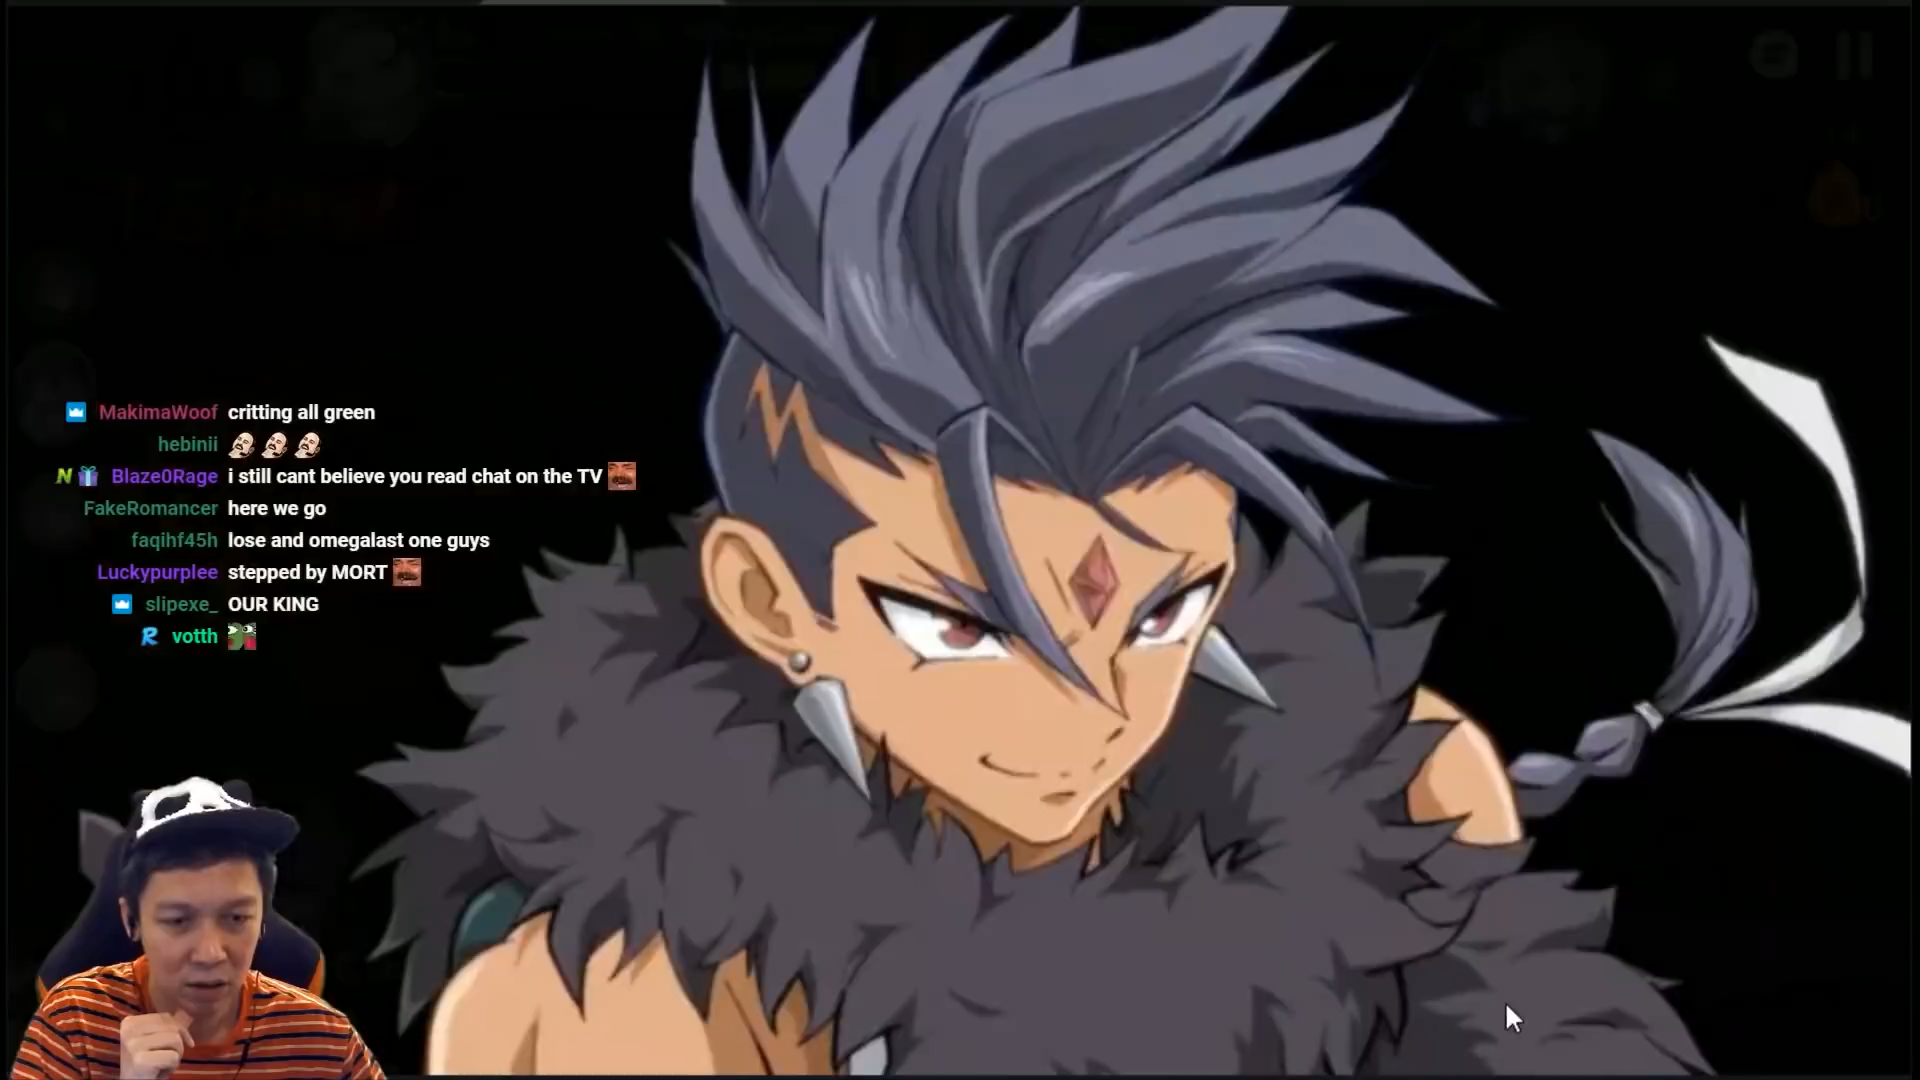 MakimaWoof critting all green
hebinii
Blaze0Rage i still cant believe you read chat on the TV
FakeRomancer here we go
faqihf45h lose and omegalast one guys
Luckypurplee stepped by MORT
slipexe_ OUR KING
votth